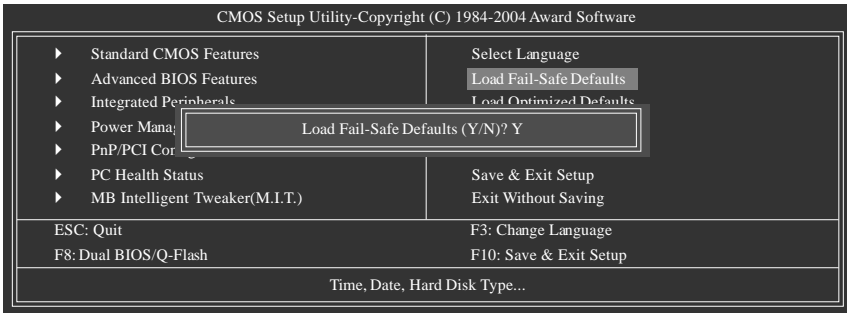 CMOS Setup Utility-Copyright (C) 1984-2004 Award Software
Standard CMOS Features
Advanced BIOS Features
Integrated Peripherals
Power
PnP/PCI
PC Health Status
MB Intelligent Tweaker(M.I.T.)
Select Language
Load Fail-Safe Defaults
Load Optimized Defaults
Load Fail-Safe Defaults (Y/N)? Y
Save & Exit Setup
Exit Without Saving
ESC: Quit
F3: Change Language
F8: Dual BIOS/Q-Flash
F10: Save & Exit Setup
Time, Date, Hard Disk Type...